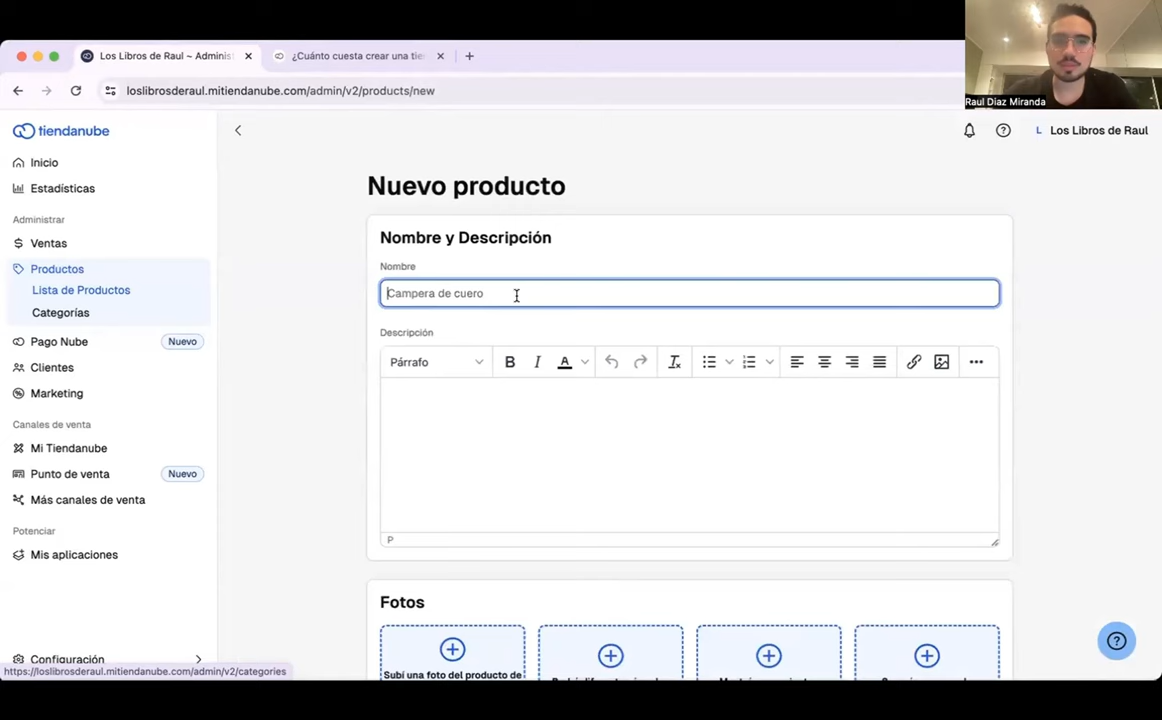 Los Libros de Raul ~ Adminis
¿Cuánto cuesta crear una tie
loslibrosderaul.mitiendanube.com/admin/v2/products/new
Raul Diaz Miranda
tiendanube
L Los Libros de Raul
Inicio
Estadísticas
Administrar
Ventas
Productos
Lista de Productos
Categorías
Pago Nube Nuevo
Clientes
Marketing
Canales de venta
Mi Tiendanube
Punto de venta Nuevo
Más canales de venta
Potenciar
Mis aplicaciones
Configuración
https://loslibrosderaul.mitiendanube.com/admin/v2/categories
Nuevo producto
Nombre y Descripción
Nombre
Campera de cuero
Descripción
Párrafo B I A
P
Fotos
Subí una foto del producto de